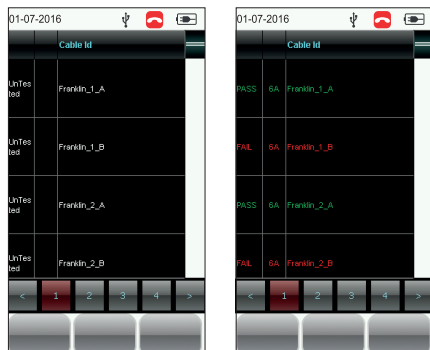 01-07-2016
Cable Id
UnTes
ted
Franklin_1_A
UnTes
ted
Franklin_1_B
UnTes
ted
Franklin_2_A
UnTes
ted
Franklin_2_B
< 1 2 3 4 >
01-07-2016
Cable Id
PASS 6A Franklin_1_A
FAIL 6A Franklin_1_B
PASS 6A Franklin_2_A
FAIL 6A Franklin_2_B
< 1 2 3 4 >